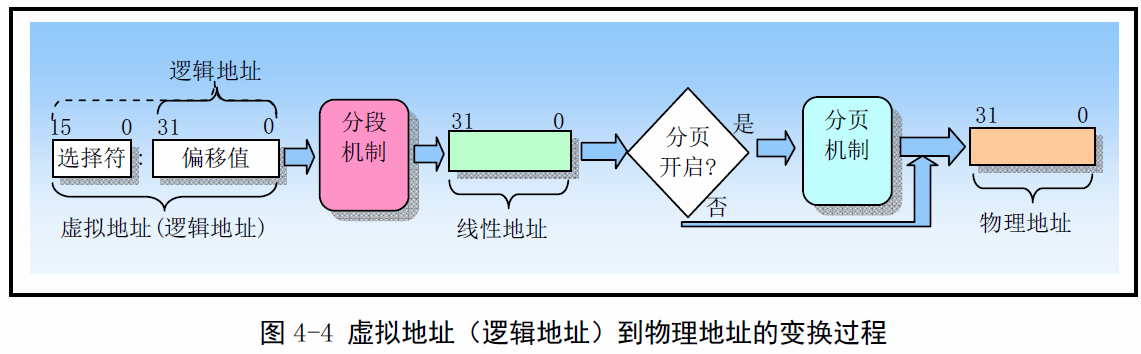 逻辑地址
15 0 31 0
选择符 : 偏移值
虚拟地址(逻辑地址)
分段
机制
31 0
线性地址
分页
开启?
是
否
分页
机制
31 0
物理地址
图 4-4 虚拟地址（逻辑地址）到物理地址的变换过程